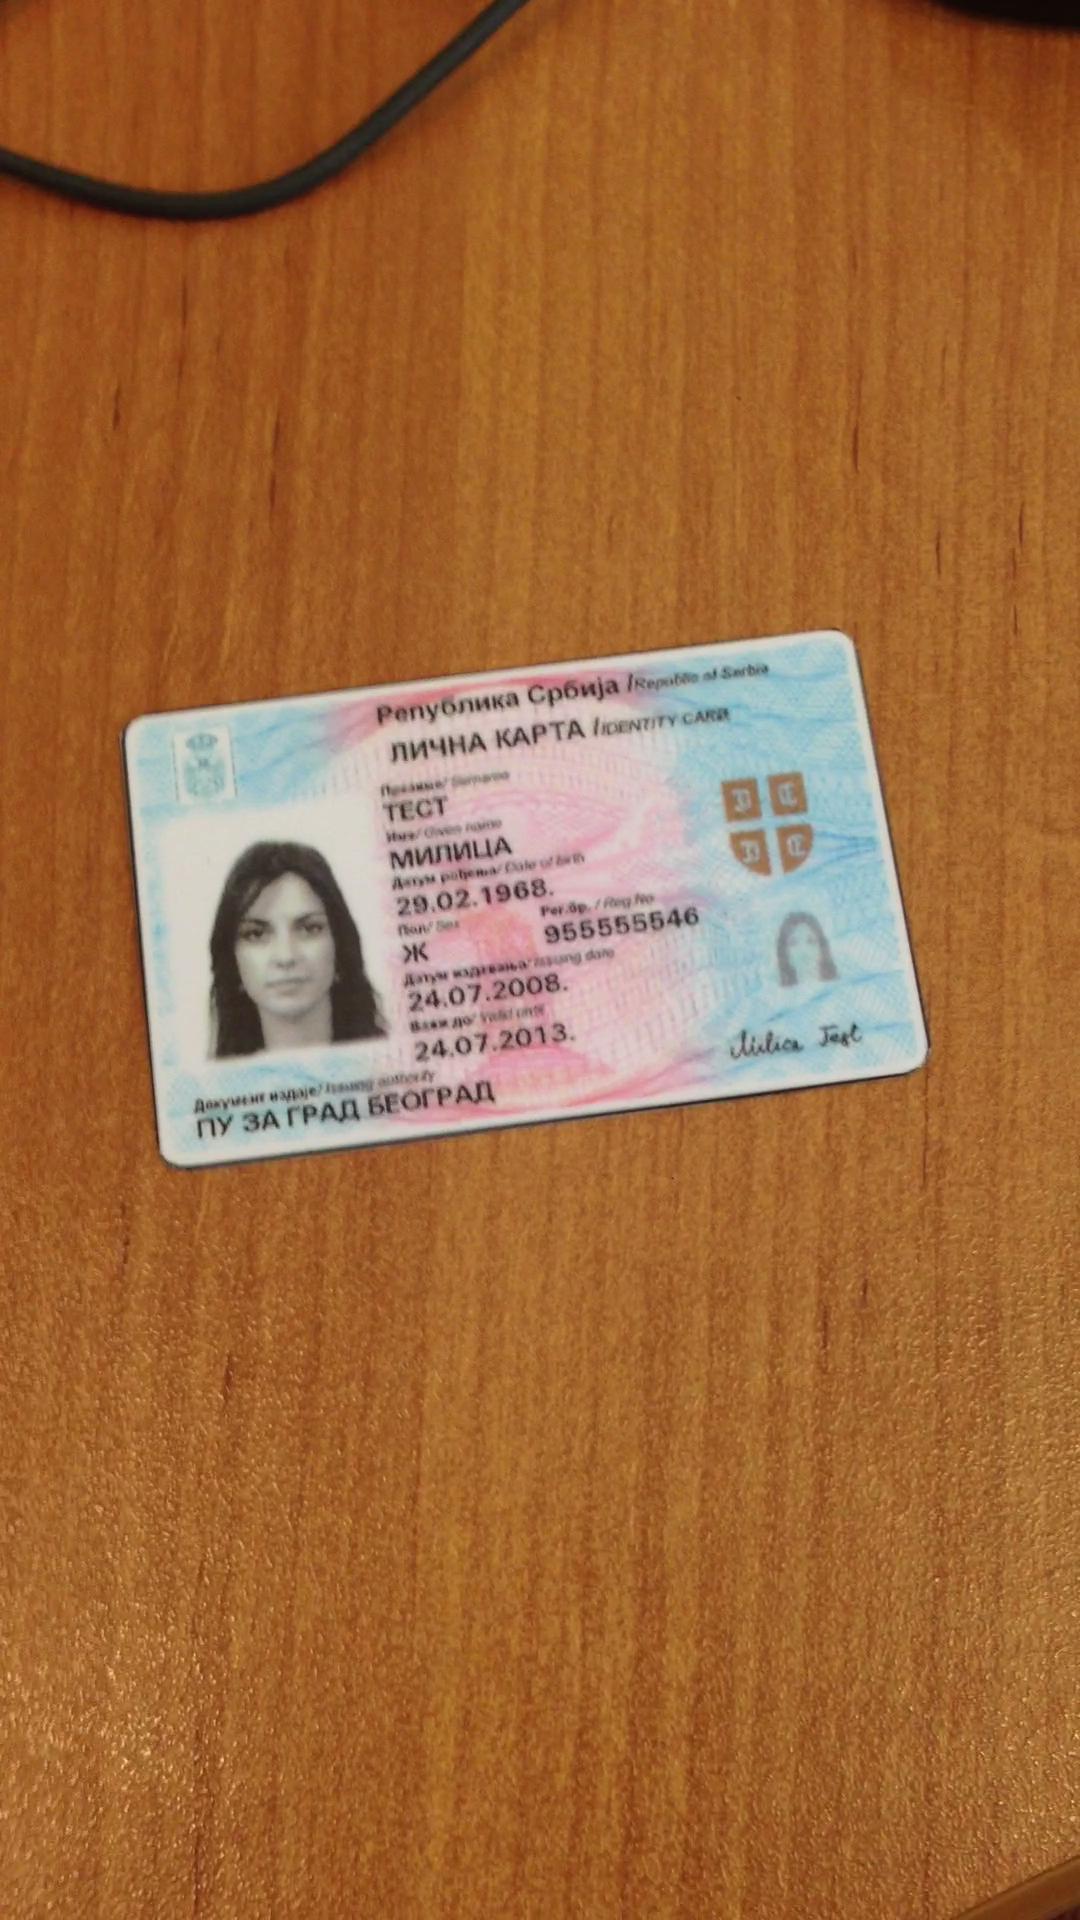 Република Србија /Republic of Serbia
ЛИЧНА КАРТА /IDENTITY CARD
Презиме/ Surname
ТЕСТ
Име/ Given name
МИЛИЦА
Датум рођења/ Date of birth
29.02.1968.
Пол/ Sex
Ж
Рег.бр. / Reg.No
955555546
Датум издавања/ Issuing date
24.07.2008.
Важи до/ Valid until
24.07.2013.
Документ издаје/ Issuing authority
ПУ ЗА ГРАД БЕОГРАД
Milica Test